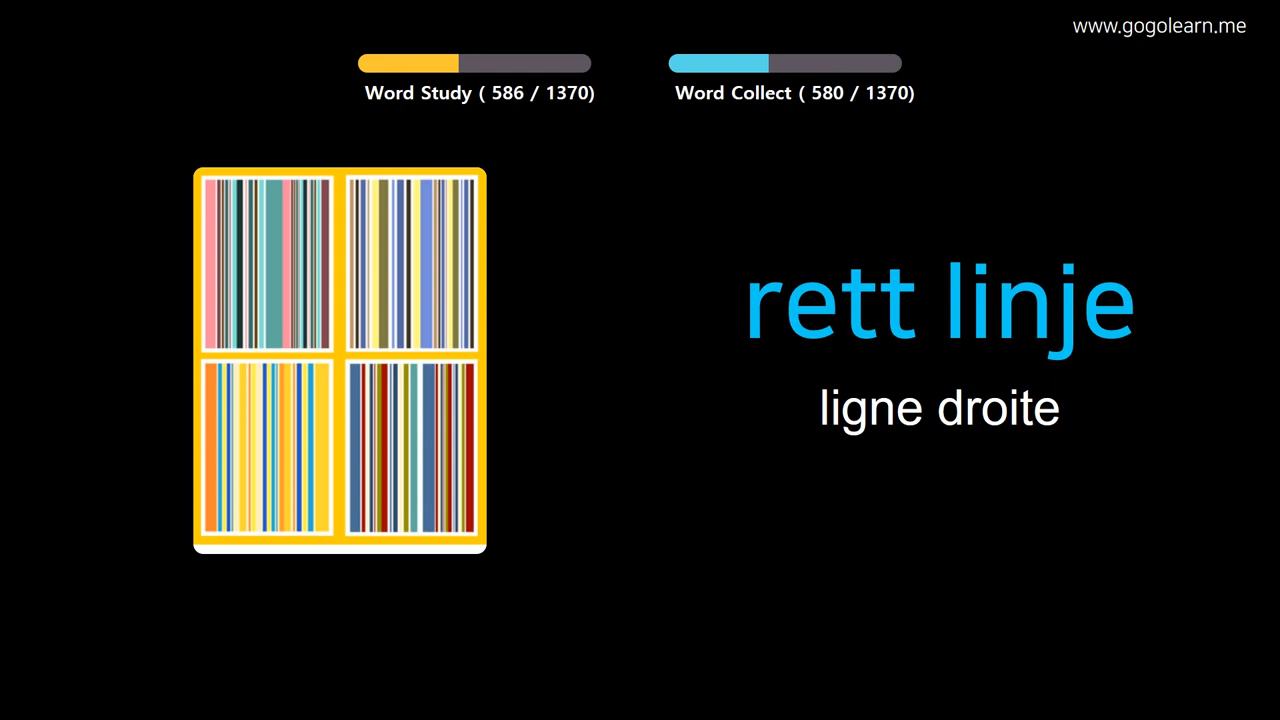 www.gogolearn.me
Word Study ( 586 / 1370)
Word Collect ( 580 / 1370)
rett linje
ligne droite